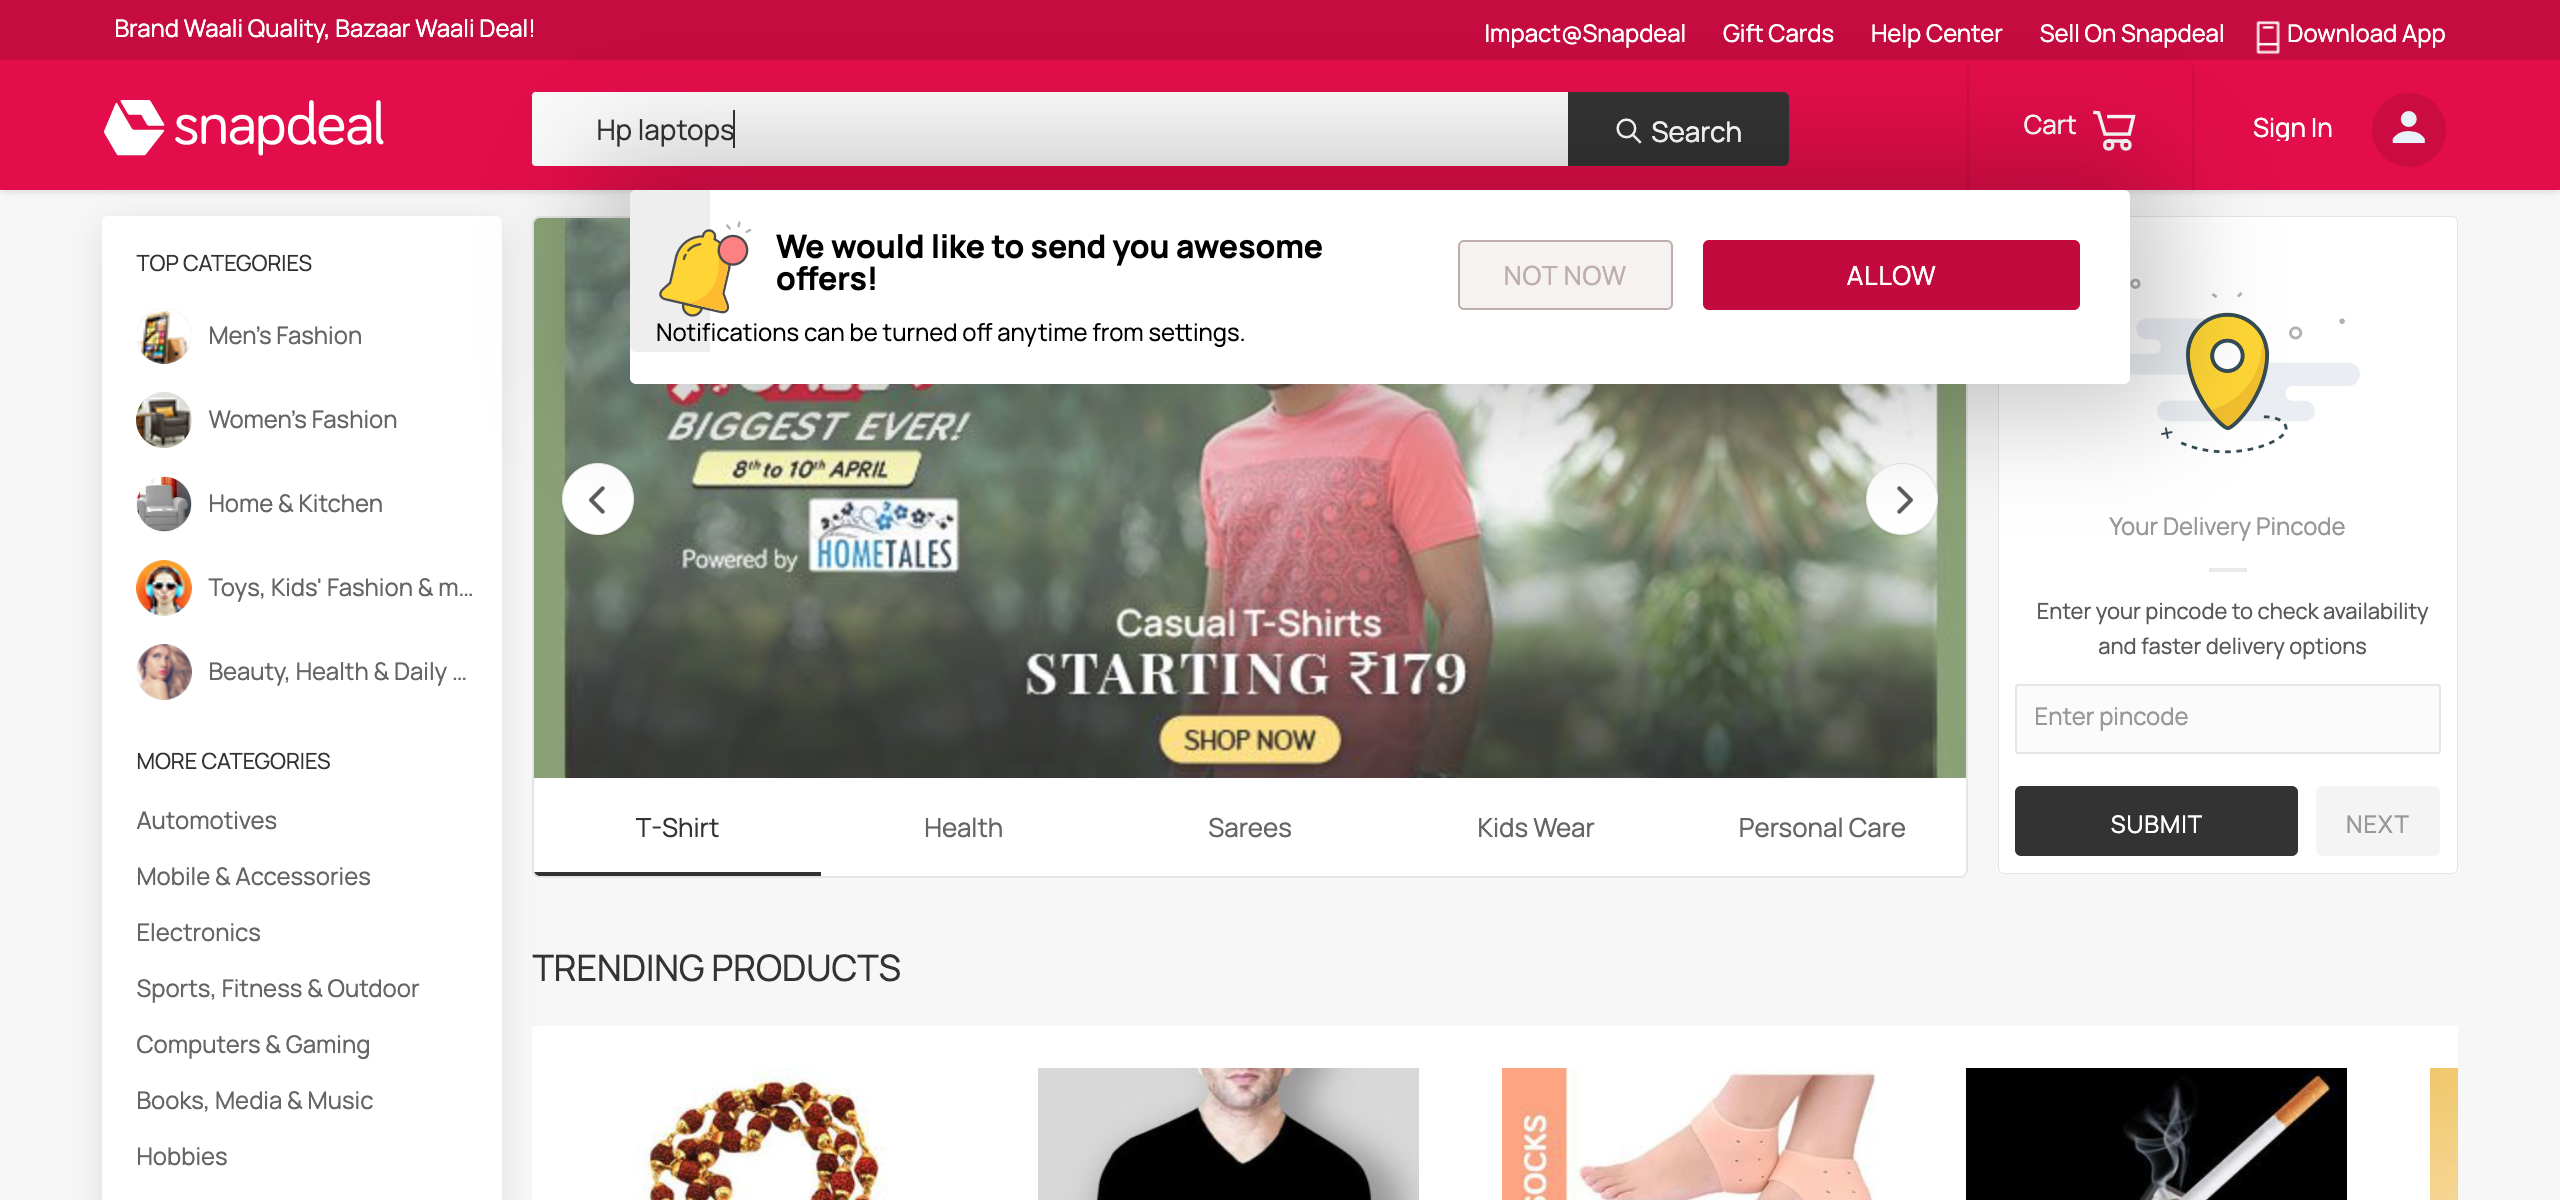 Brand Waali Quality, Bazaar Waali Deal!
Impact@Snapdeal
Gift Cards
Help Center
Sell On Snapdeal
Download App
snapdeal
Hp laptops
Search
Cart
Sign In
We would like to send you awesome
offers!
Notifications can be turned off anytime from settings.
NOT NOW
ALLOW
TOP CATEGORIES
Men's Fashion
Women's Fashion
Home & Kitchen
Toys, Kids' Fashion & m...
Beauty, Health & Daily ...
MORE CATEGORIES
Automotives
Mobile & Accessories
Electronics
Sports, Fitness & Outdoor
Computers & Gaming
Books, Media & Music
Hobbies
BIGGEST EVER!
8th to 10th APRIL
Powered by HOMETALES
Casual T-Shirts
STARTING ₹179
SHOP NOW
T-Shirt
Health
Sarees
Kids Wear
Personal Care
Your Delivery Pincode
Enter your pincode to check availability
and faster delivery options
Enter pincode
SUBMIT
NEXT
TRENDING PRODUCTS
SOCKS